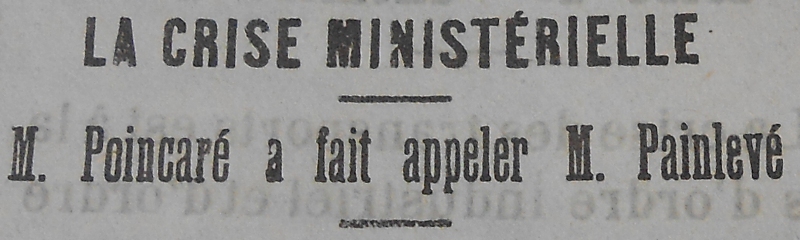 LA CRISE MINISTÉRIELLE
M. Poincaré a fait appeler M. Painlevé